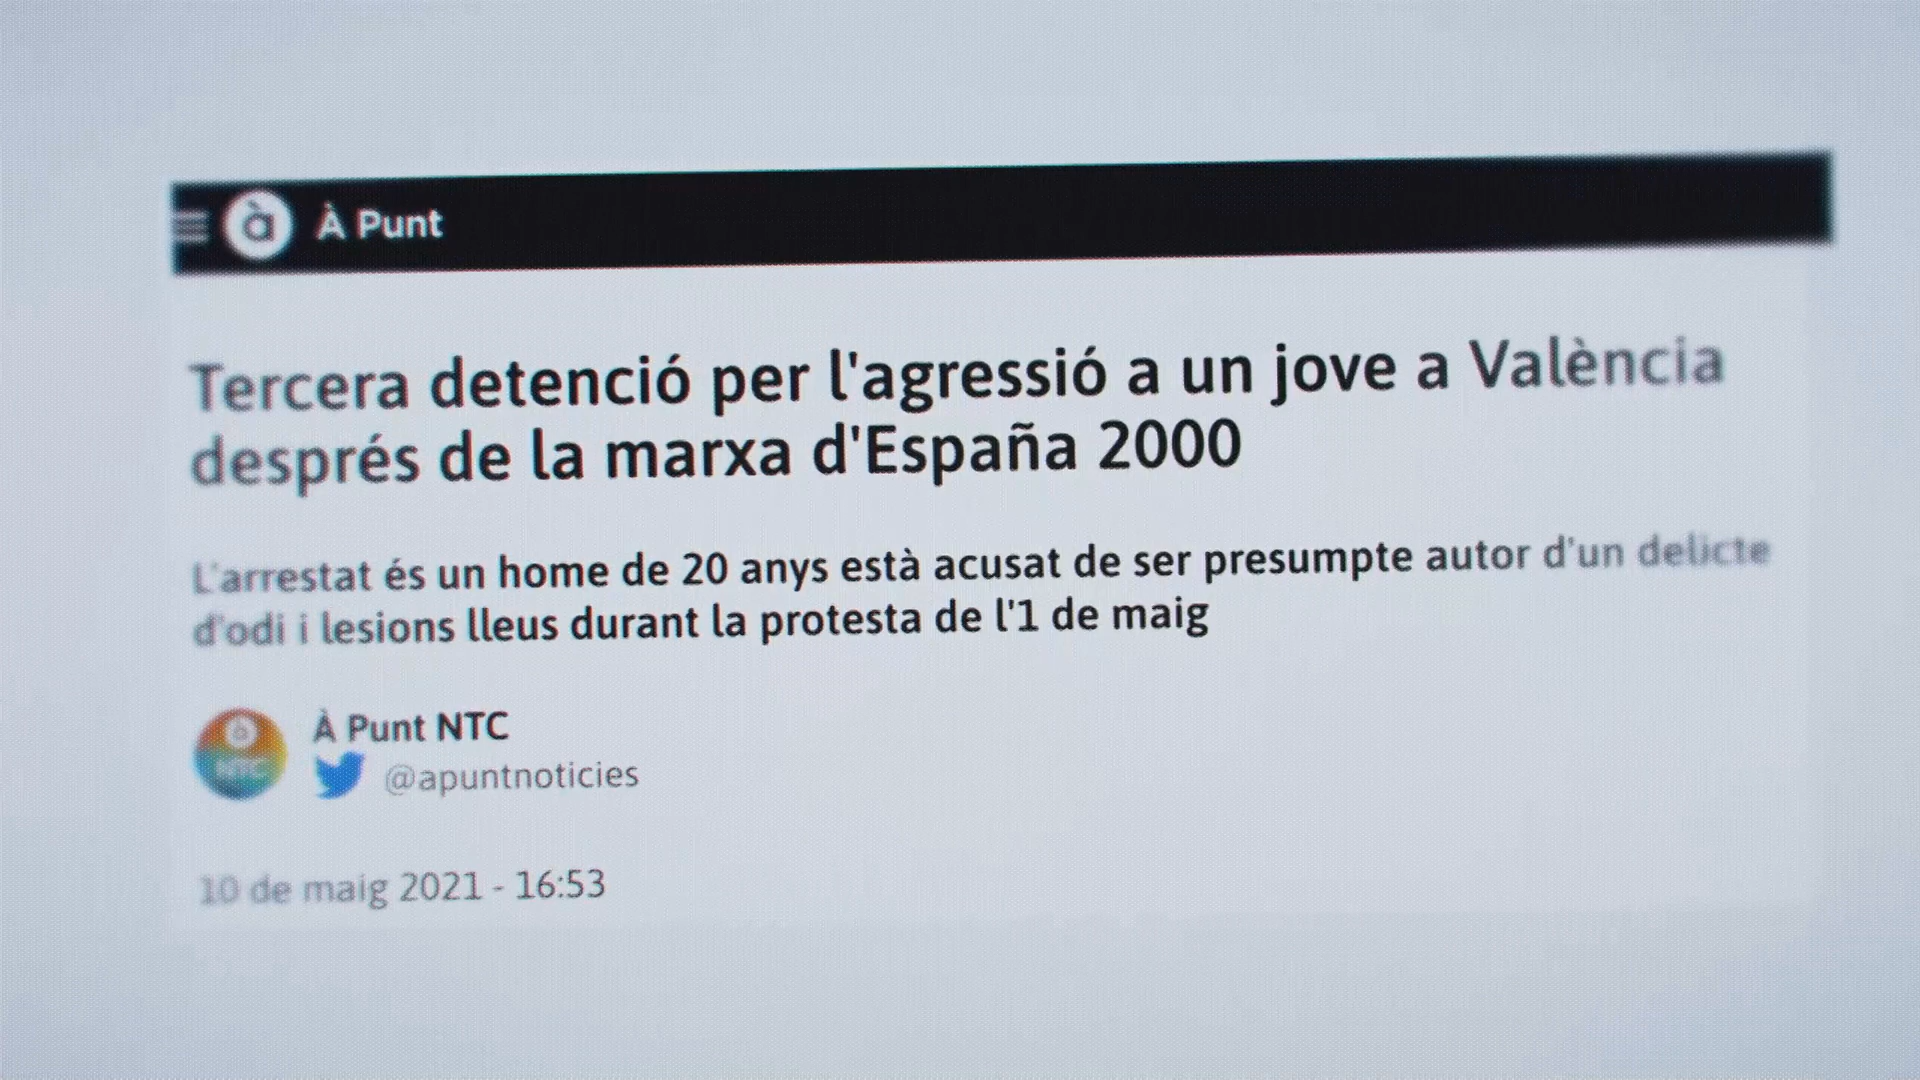 à À Punt
Tercera detenció per l'agressió a un jove a València
després de la marxa d'España 2000
L'arrestat és un home de 20 anys està acusat de ser presumpte autor d'un delicte
d'odi i lesions lleus durant la protesta de l'1 de maig
à
NTC
À Punt NTC
@apuntnoticies
10 de maig 2021 - 16:53